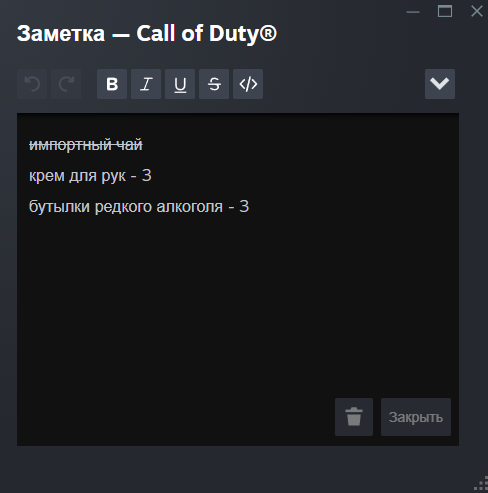 Заметка — Call of Duty®
B I U S </>
импортный чай
крем для рук - 3
бутылки редкого алкоголя - 3
Закрыть